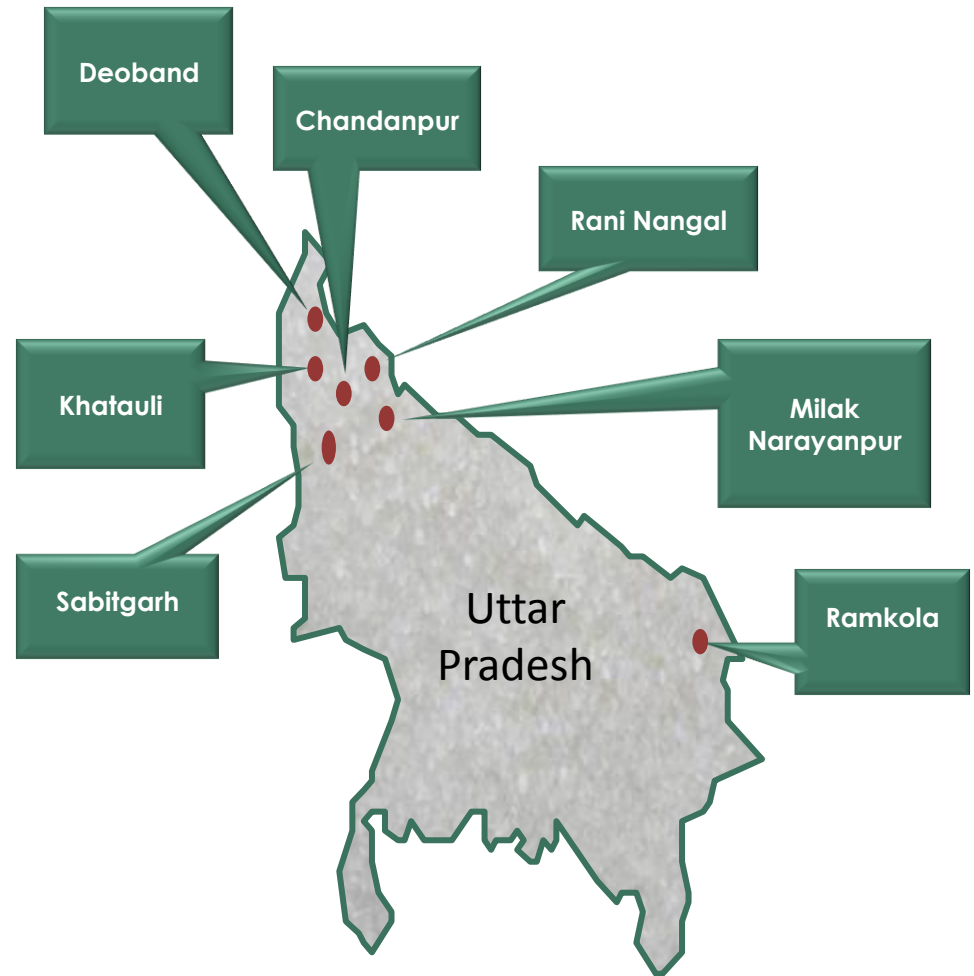 Deoband
Chandanpur
Rani Nangal
Khatauli
Milak
Narayanpur
Sabitgarh
Uttar
Pradesh
Ramkola